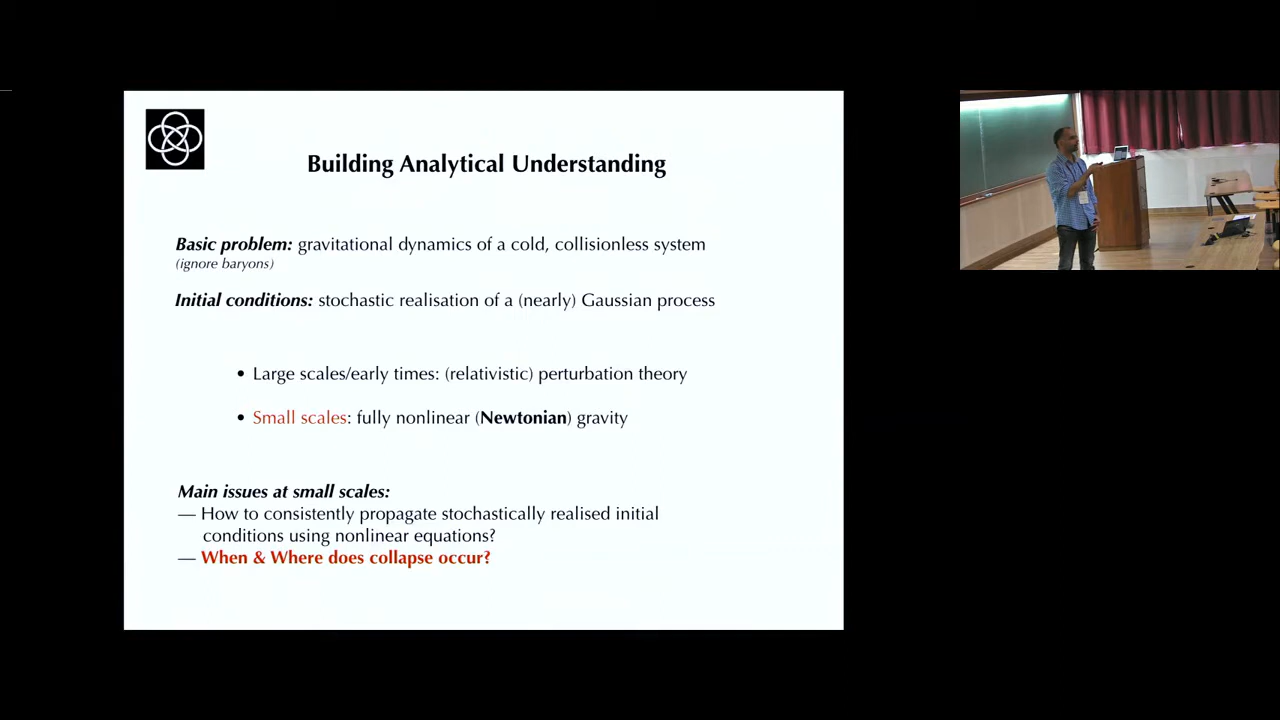 Building Analytical Understanding
Basic problem: gravitational dynamics of a cold, collisionless system
(ignore baryons)
Initial conditions: stochastic realisation of a (nearly) Gaussian process
• Large scales/early times: (relativistic) perturbation theory
• Small scales: fully nonlinear (Newtonian) gravity
Main issues at small scales:
— How to consistently propagate stochastically realised initial
conditions using nonlinear equations?
— When & Where does collapse occur?